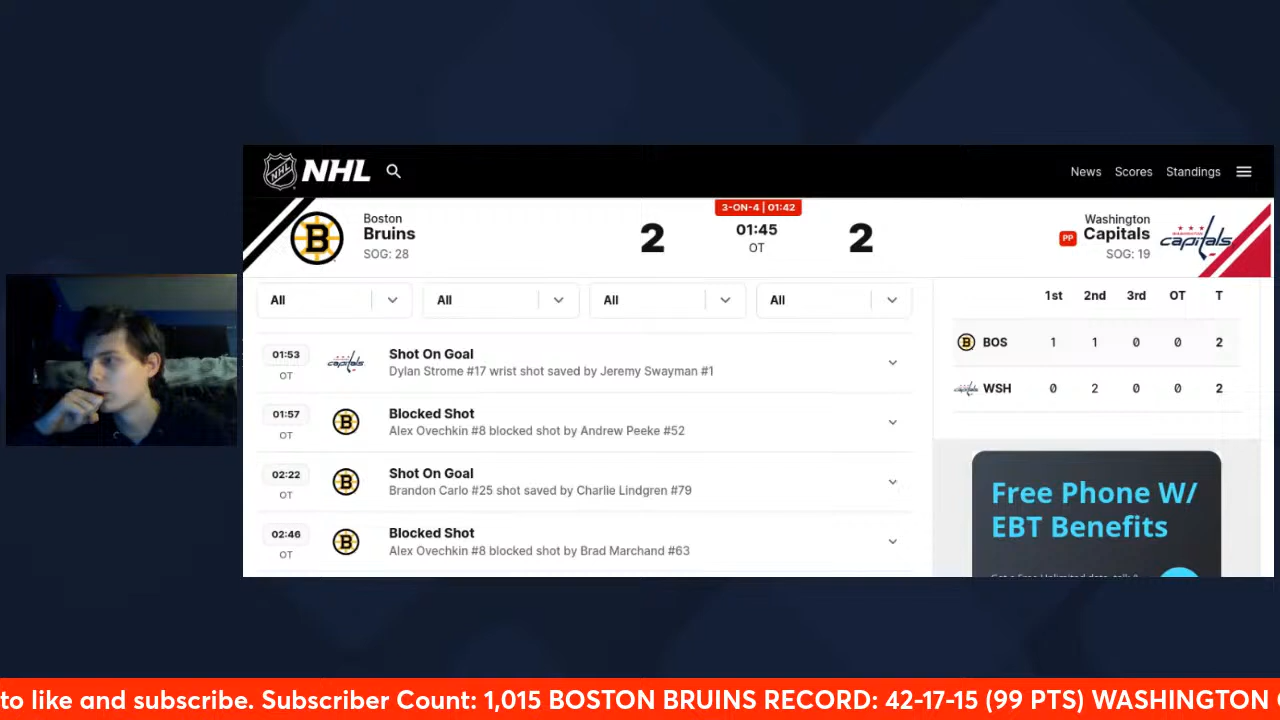 NHL
NHL
News
Scores
Standings
3-ON-4 | 01:42
Boston
Bruins
SOG: 28
2
01:45
OT
2
PP
Washington
Capitals
SOG: 19
WASHINGTON
capitals
All
All
All
All
01:53
OT
capitals
Shot On Goal
Dylan Strome #17 wrist shot saved by Jeremy Swayman #1
01:57
OT
B
Blocked Shot
Alex Ovechkin #8 blocked shot by Andrew Peeke #52
02:22
OT
B
Shot On Goal
Brandon Carlo #25 shot saved by Charlie Lindgren #79
02:46
OT
B
Blocked Shot
Alex Ovechkin #8 blocked shot by Brad Marchand #63
1st 2nd 3rd OT T
B BOS 1 1 0 0 2
capitals WSH 0 2 0 0 2
Free Phone W/
EBT Benefits
to like and subscribe. Subscriber Count: 1,015 BOSTON BRUINS RECORD: 42-17-15 (99 PTS) WASHINGTON